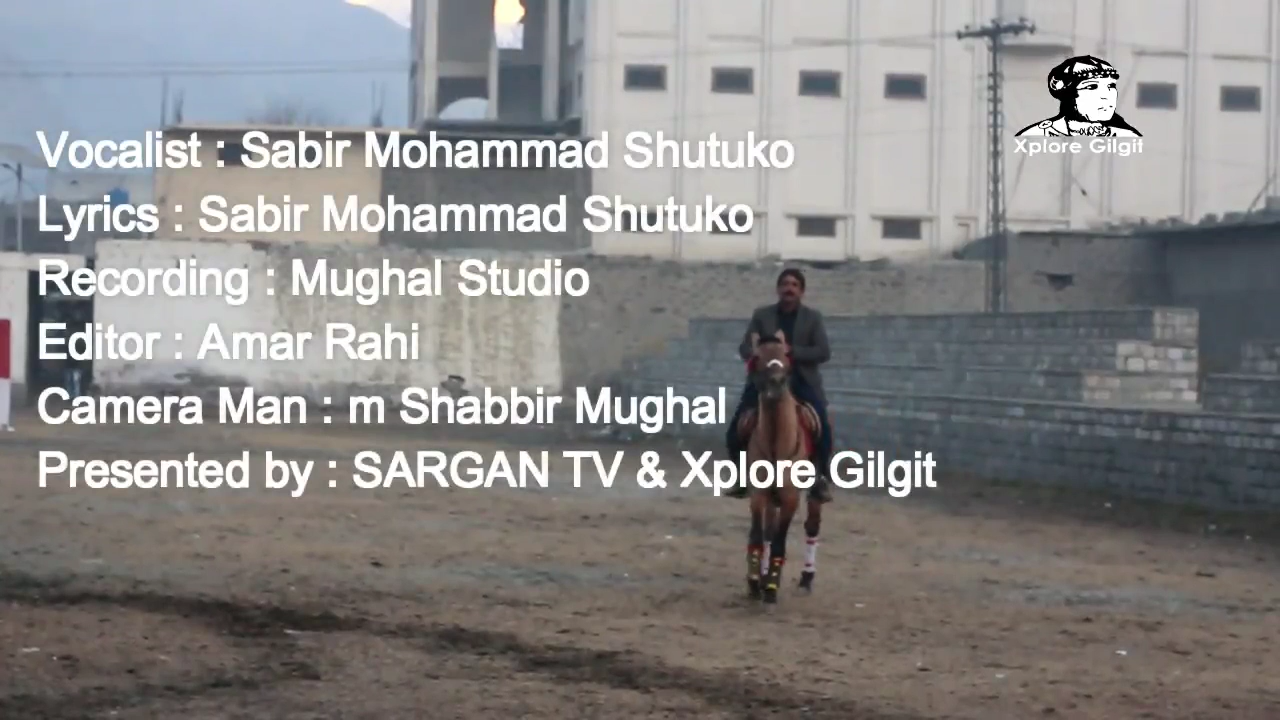 Xplore Gilgit
Vocalist : Sabir Mohammad Shutuko
Lyrics : Sabir Mohammad Shutuko
Recording : Mughal Studio
Editor : Amar Rahi
Camera Man : m Shabbir Mughal
Presented by : SARGAN TV & Xplore Gilgit